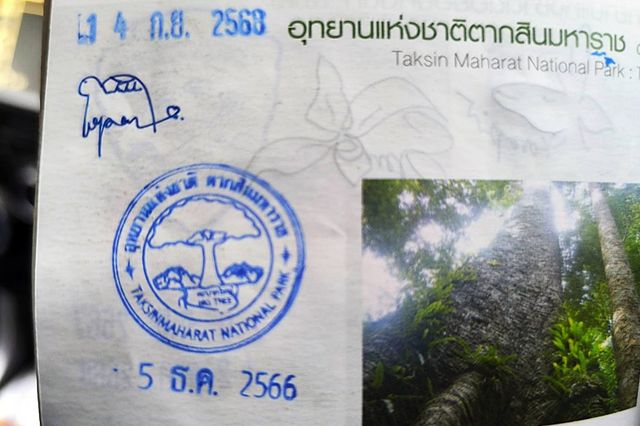 14 ก.ย. 2568
อุทยานแห่งชาติตากสินมหาราช
Taksin Maharat National Park :
อุทยานแห่งชาติ ตากสินมหาราช
BIG TREE
TAKSINMAHARAT NATIONAL PARK
5 ธ.ค. 2566